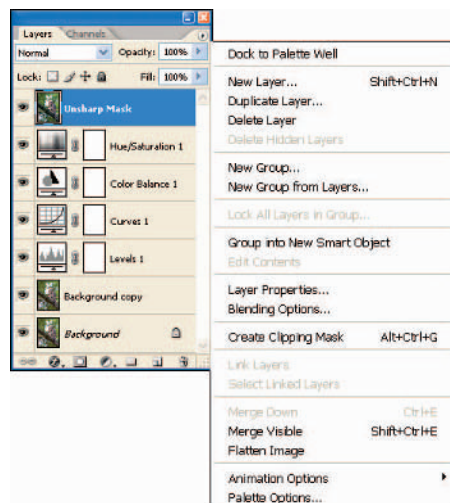 Layers Channels
Normal Opacity: 100%
Lock: Fill: 100%
Unsharp Mask
Hue/Saturation 1
Color Balance 1
Curves 1
Levels 1
Background copy
Background
Dock to Palette Well
New Layer... Shift+Ctrl+N
Duplicate Layer...
Delete Layer
Delete Hidden Layers
New Group...
New Group from Layers...
Lock All Layers in Group...
Group into New Smart Object
Edit Contents
Layer Properties...
Blending Options...
Create Clipping Mask Alt+Ctrl+G
Link Layers
Select Linked Layers
Merge Down Ctrl+E
Merge Visible Shift+Ctrl+E
Flatten Image
Animation Options
Palette Options...